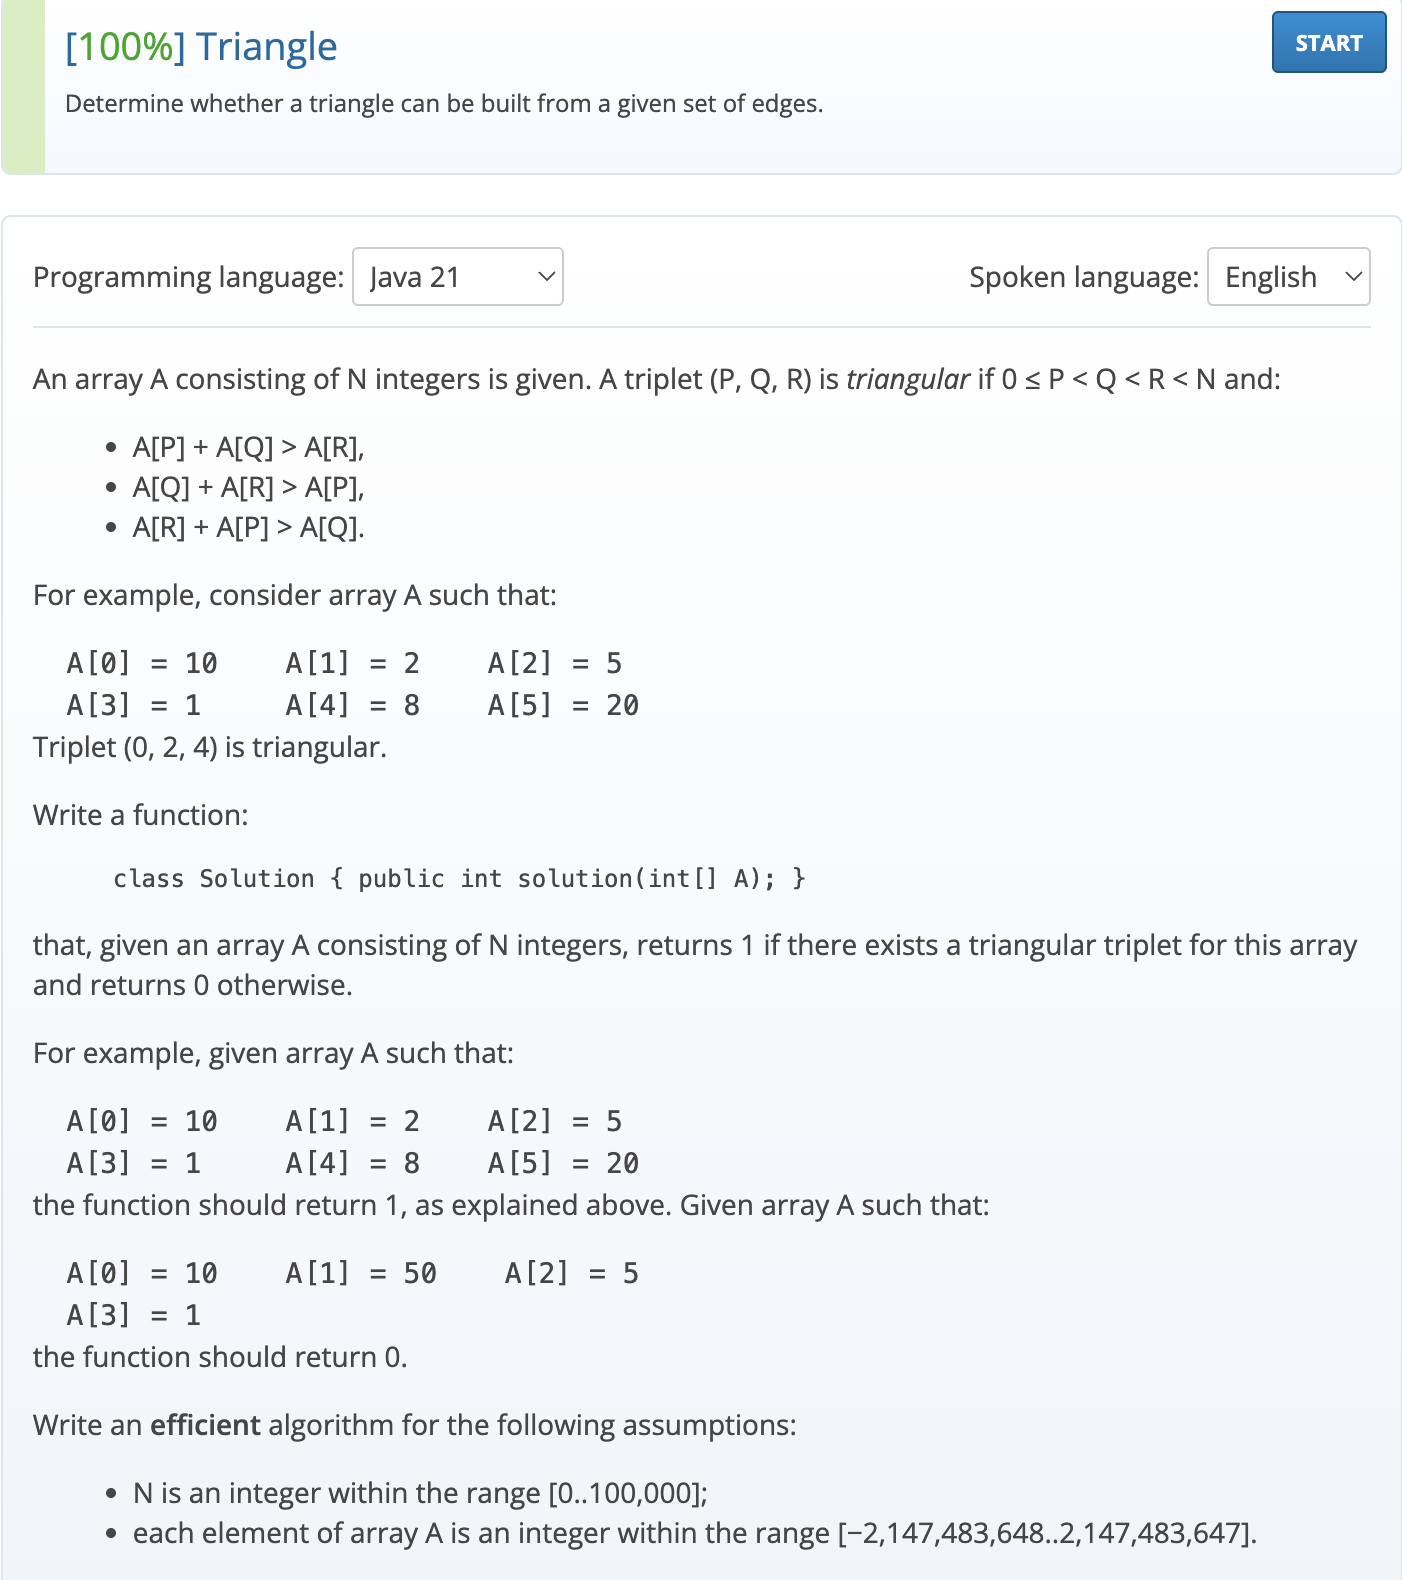 [100%] Triangle
START
Determine whether a triangle can be built from a given set of edges.
Programming language: Java 21
Spoken language: English
An array A consisting of N integers is given. A triplet (P, Q, R) is triangular if 0 ≤ P < Q < R < N and:
• A[P] + A[Q] > A[R],
• A[Q] + A[R] > A[P],
• A[R] + A[P] > A[Q].
For example, consider array A such that:
A[0] = 10    A[1] = 2    A[2] = 5
A[3] = 1     A[4] = 8    A[5] = 20
Triplet (0, 2, 4) is triangular.
Write a function:
class Solution { public int solution(int[] A); }
that, given an array A consisting of N integers, returns 1 if there exists a triangular triplet for this array
and returns 0 otherwise.
For example, given array A such that:
A[0] = 10    A[1] = 2    A[2] = 5
A[3] = 1     A[4] = 8    A[5] = 20
the function should return 1, as explained above. Given array A such that:
A[0] = 10    A[1] = 50    A[2] = 5
A[3] = 1
the function should return 0.
Write an efficient algorithm for the following assumptions:
• N is an integer within the range [0..100,000];
• each element of array A is an integer within the range [−2,147,483,648..2,147,483,647].